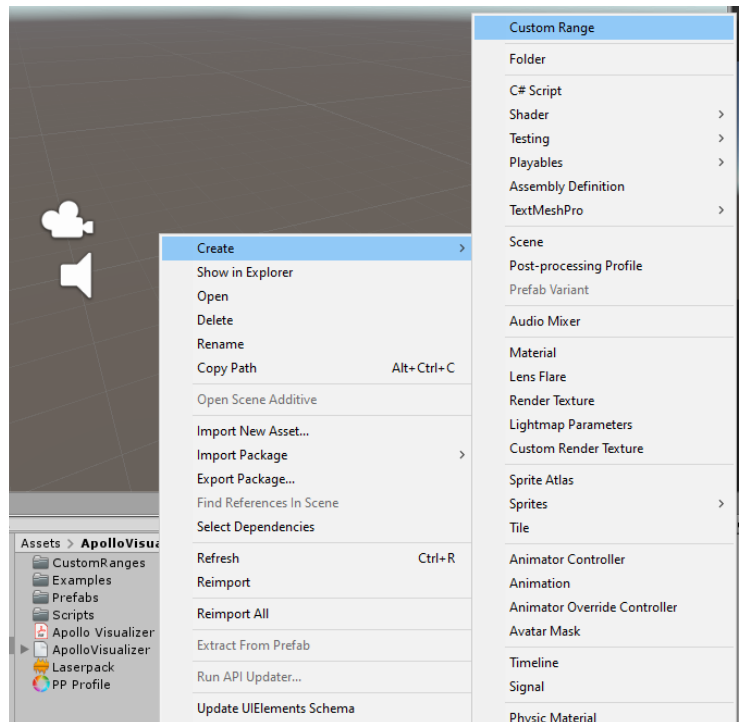 Custom Range
Folder
C# Script
Shader
Testing
Playables
Assembly Definition
TextMeshPro
Scene
Post-processing Profile
Prefab Variant
Audio Mixer
Material
Lens Flare
Render Texture
Lightmap Parameters
Custom Render Texture
Sprite Atlas
Sprites
Tile
Animator Controller
Animation
Animator Override Controller
Avatar Mask
Timeline
Signal
Physic Material
Create
Show in Explorer
Open
Delete
Rename
Copy Path Alt+Ctrl+C
Open Scene Additive
Import New Asset...
Import Package
Export Package...
Find References In Scene
Select Dependencies
Refresh Ctrl+R
Reimport
Reimport All
Extract From Prefab
Run API Updater...
Update UIElements Schema
Assets > ApolloVisua
CustomRanges
Examples
Prefabs
Scripts
Apollo Visualizer
ApolloVisualizer
Laserpack
PP Profile